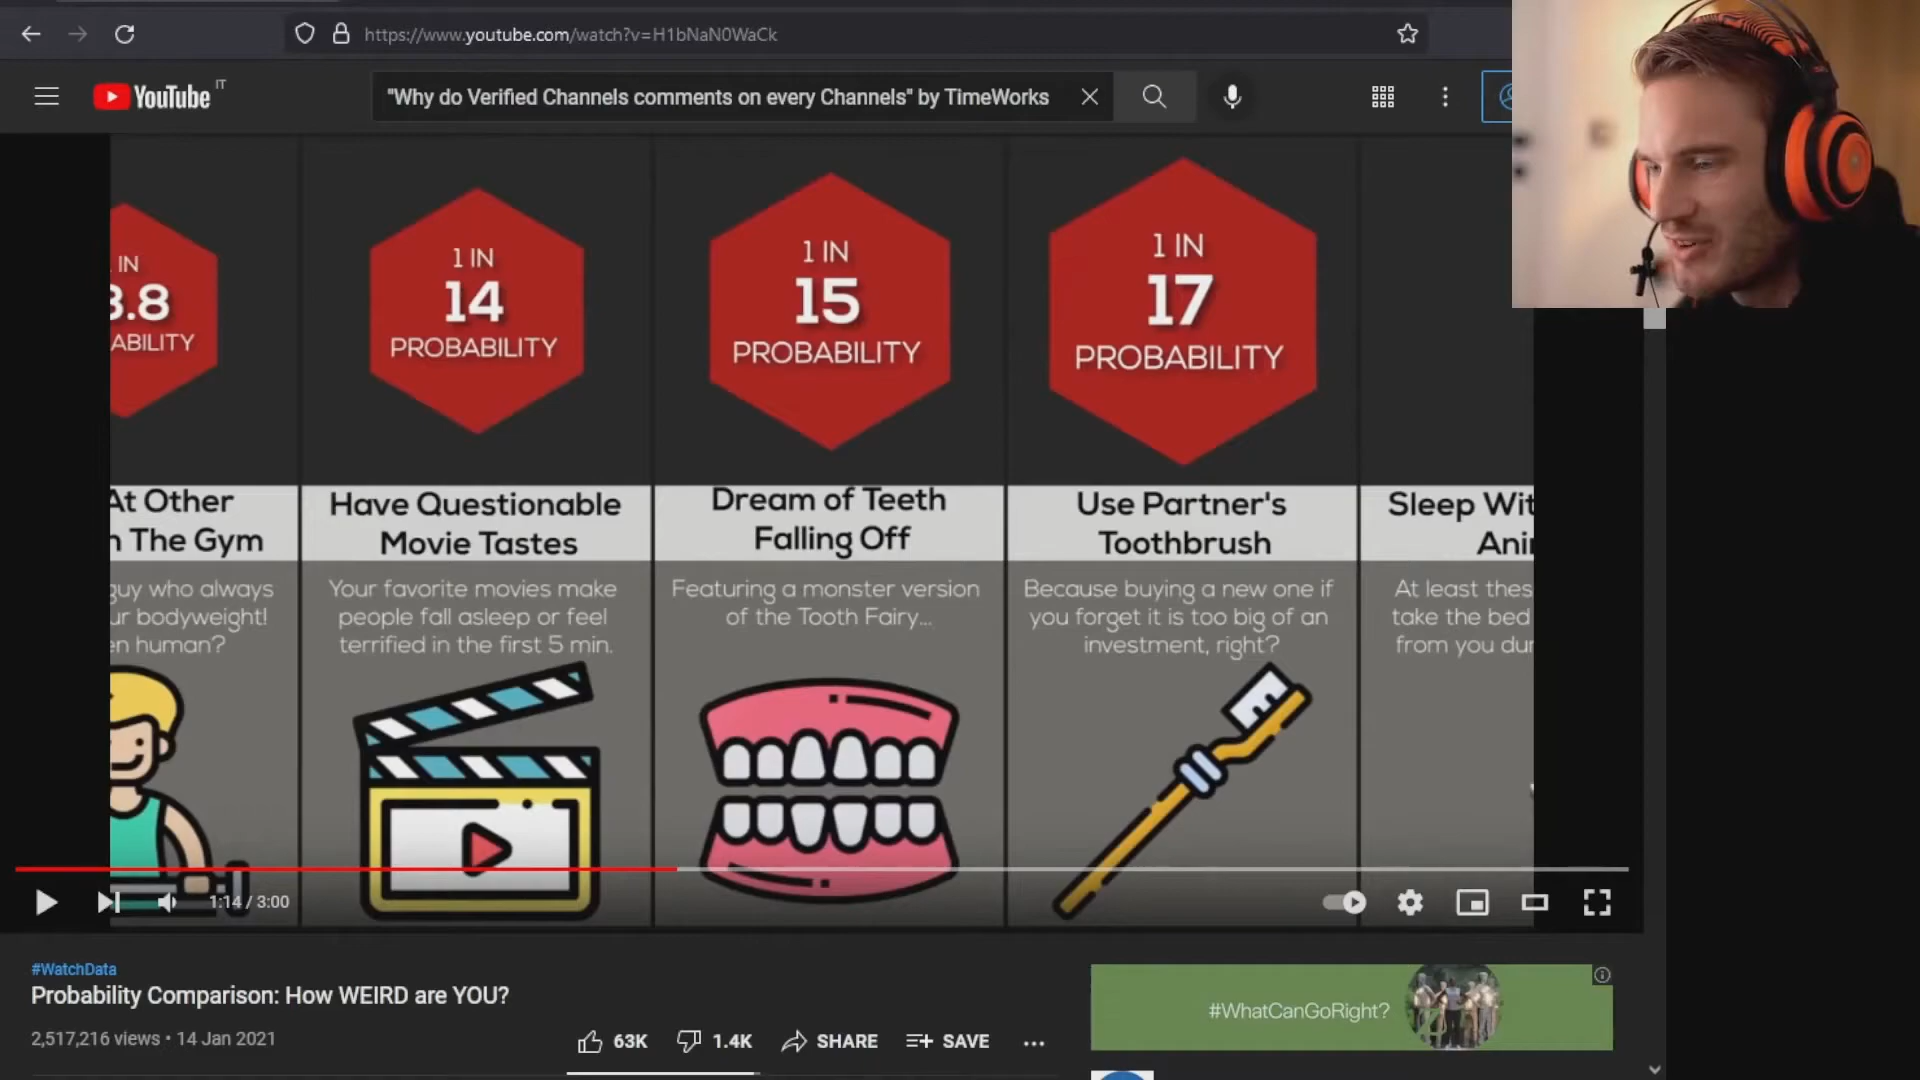 https://www.youtube.com/watch?v=H1bNaN0WaCk
YouTube IT
"Why do Verified Channels comments on every Channels" by TimeWorks
IN
3.8
ABILITY
At Other
n The Gym
guy who always
ur bodyweight!
en human?
1 IN
14
PROBABILITY
Have Questionable
Movie Tastes
Your favorite movies make
people fall asleep or feel
terrified in the first 5 min.
1 IN
15
PROBABILITY
Dream of Teeth
Falling Off
Featuring a monster version
of the Tooth Fairy...
1 IN
17
PROBABILITY
Use Partner's
Toothbrush
Because buying a new one if
you forget it is too big of an
investment, right?
Sleep Wit
Ani
At least thes
take the bed
from you dur
1:14 / 3:00
#WatchData
Probability Comparison: How WEIRD are YOU?
2,517,216 views • 14 Jan 2021
63K 1.4K SHARE SAVE
#WhatCanGoRight?